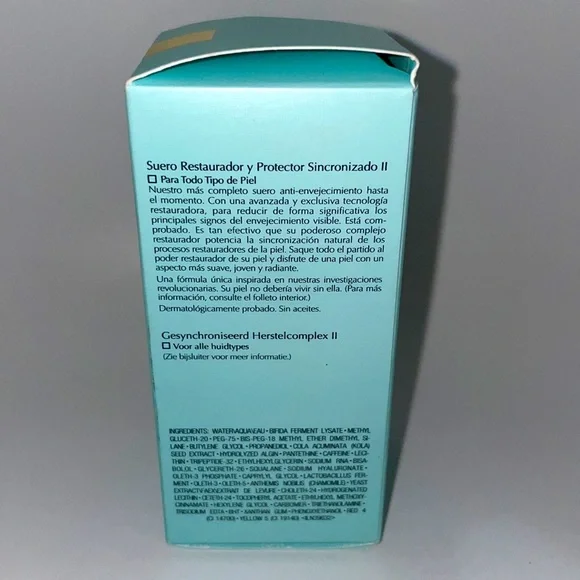 Suero Restaurador y Protector Sincronizado II
☐ Para Todo Tipo de Piel
Nuestro más completo suero anti-envejecimiento hasta
el momento. Con una avanzada y exclusiva tecnología
restauradora, para reducir de forma significativa los
principales signos del envejecimiento visible. Está com-
probado. Es tan efectivo que su poderoso complejo
restaurador potencia la sincronización natural de los
procesos restauradores de la piel. Saque todo el partido al
poder restaurador de su piel y disfrute de una piel con un
aspecto más suave, joven y radiante.
Una fórmula única inspirada en nuestras investigaciones
revolucionarias. Su piel no debería vivir sin ella. (Para más
información, consulte el folleto interior.)
Dermatológicamente probado. Sin aceites.
Gesynchroniseerd Herstelcomplex II
☐ Voor alle huidtypes
(Zie bijsluiter voor meer informatie.)
INGREDIENTS: WATER\AQUA\EAU • BIFIDA FERMENT LYSATE • METHYL
GLUCETH-20 • PEG-75 • BIS-PEG-18 METHYL ETHER DIMETHYL SI-
LANE • BUTYLENE GLYCOL • PROPANEDIOL • COLA ACUMINATA (KOLA)
SEED EXTRACT • HYDROLYZED ALGIN • PANTETHINE • CAFFEINE • LECI-
THIN • TRIPEPTIDE-32 • ETHYLHEXYLGLYCERIN • SODIUM RNA • BISA-
BOLOL • GLYCERETH-26 • SQUALANE • SODIUM HYALURONATE •
OLETH-3 PHOSPHATE • CAPRYLYL GLYCOL • LACTOBACILLUS FER-
MENT • OLETH-3 • OLETH-5 • ANTHEMIS NOBILIS (CHAMOMILE) • YEAST
EXTRACT\FAEX\EXTRAIT DE LEVURE • CHOLETH-24 • HYDROGENATED
LECITHIN • CETETH-24 • TOCOPHERYL ACETATE • ETHYLHEXYL METHOXY-
CINNAMATE • HEXYLENE GLYCOL • CARBOMER • TRIETHANOLAMINE •
TRISODIUM EDTA • BHT • XANTHAN GUM • PHENOXYETHANOL • RED 4
(CI 14700) • YELLOW 5 (CI 19140)